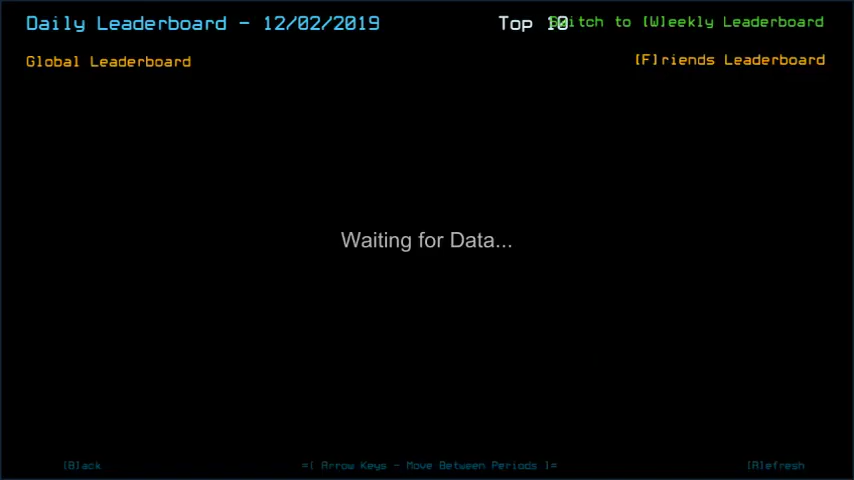 Daily Leaderboard - 12/02/2019 Top 10 Switch to [W]eekly Leaderboard
Global Leaderboard [F]riends Leaderboard
Waiting for Data...
[B]ack =[ Arrow Keys - Move Between Periods ]= [R]efresh